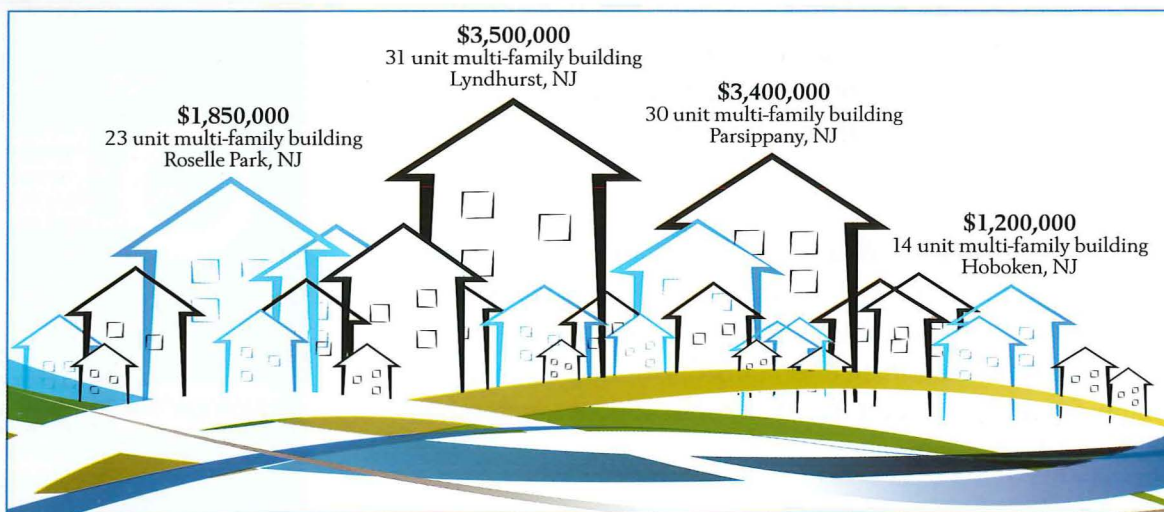 $3,500,000
31 unit multi-family building
Lyndhurst, NJ
$1,850,000
23 unit multi-family building
Roselle Park, NJ
$3,400,000
30 unit multi-family building
Parsippany, NJ
$1,200,000
14 unit multi-family building
Hoboken, NJ